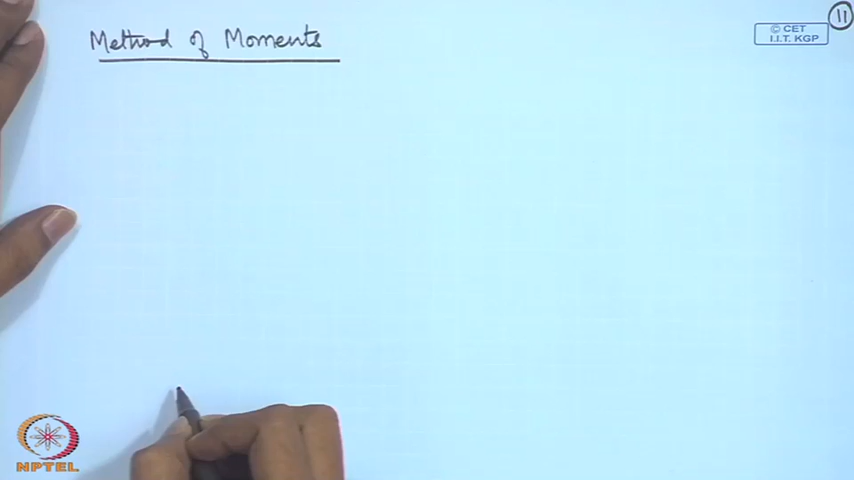 Method of Moments
11
© CET
I.I.T. KGP
NPTEL